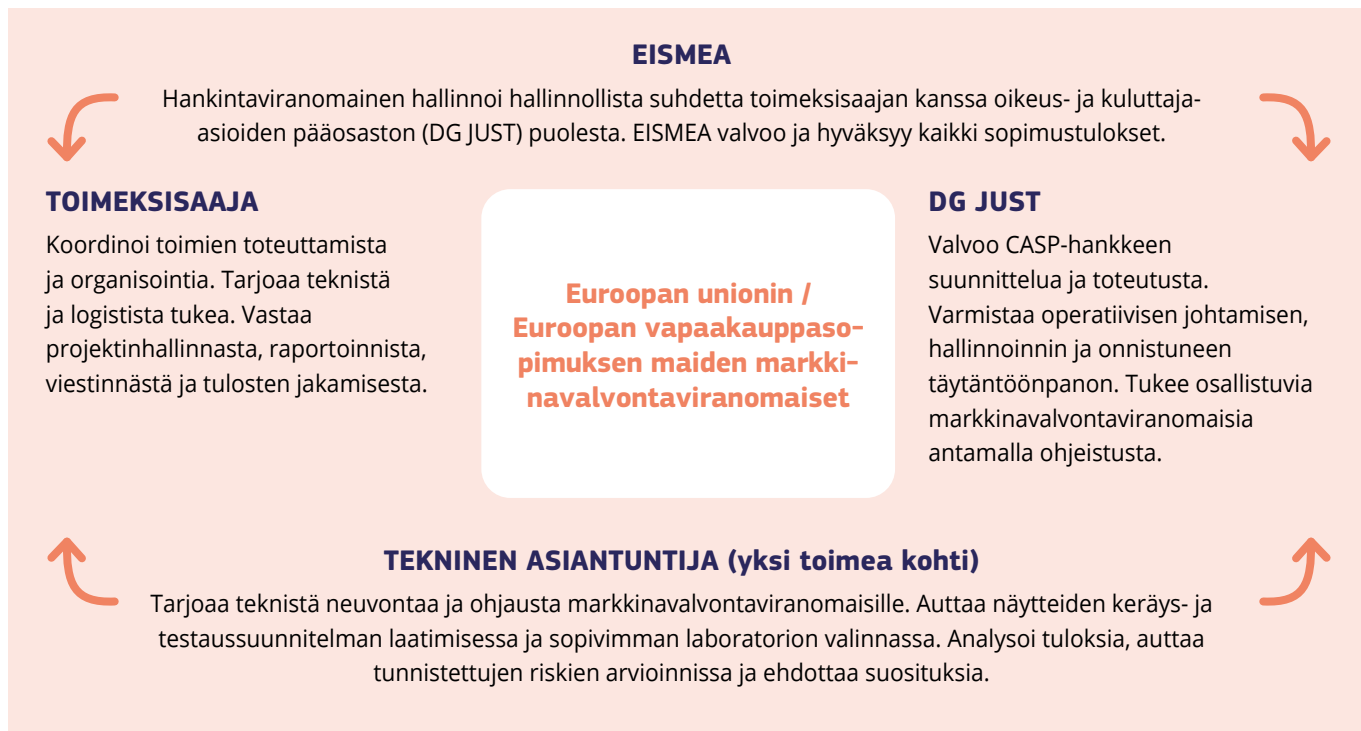 EISMEA
Hankintaviranomainen hallinnoi hallinnollista suhdetta toimeksisaajan kanssa oikeus- ja kuluttaja-
asioiden pääosaston (DG JUST) puolesta. EISMEA valvoo ja hyväksyy kaikki sopimustulokset.
TOIMEKSISAAJA
Koordinoi toimien toteuttamista
ja organisointia. Tarjoaa teknistä
ja logistista tukea. Vastaa
projektinhallinnasta, raportoinnista,
viestinnästä ja tulosten jakamisesta.
Euroopan unionin /
Euroopan vapaakauppaso-
pimuksen maiden markki-
navalvontaviranomaiset
DG JUST
Valvoo CASP-hankkeen
suunnittelua ja toteutusta.
Varmistaa operatiivisen johtamisen,
hallinnoinnin ja onnistuneen
täytäntöönpanon. Tukee osallistuvia
markkinavalvontaviranomaisia
antamalla ohjeistusta.
TEKNINEN ASIANTUNTIJA (yksi toimea kohti)
Tarjoaa teknistä neuvontaa ja ohjausta markkinavalvontaviranomaisille. Auttaa näytteiden keräys- ja
testaussuunnitelman laatimisessa ja sopivimman laboratorion valinnassa. Analysoi tuloksia, auttaa
tunnistettujen riskien arvioinnissa ja ehdottaa suosituksia.